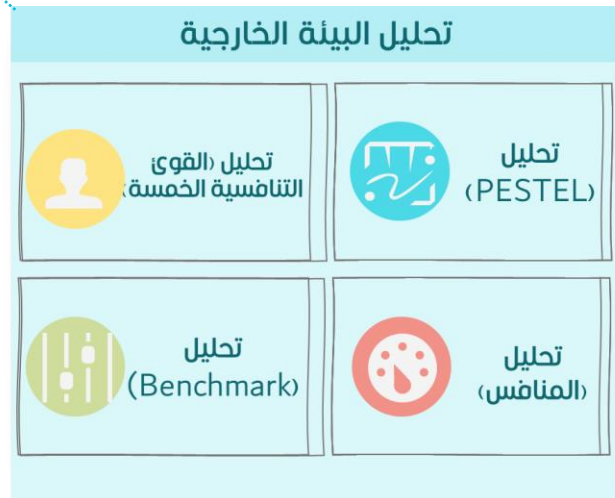 تحليل البيئة الخارجية
تحليل
(PESTEL)
تحليل (القوى
التنافسية الخمسة)
تحليل
(المنافس)
تحليل
(Benchmark)